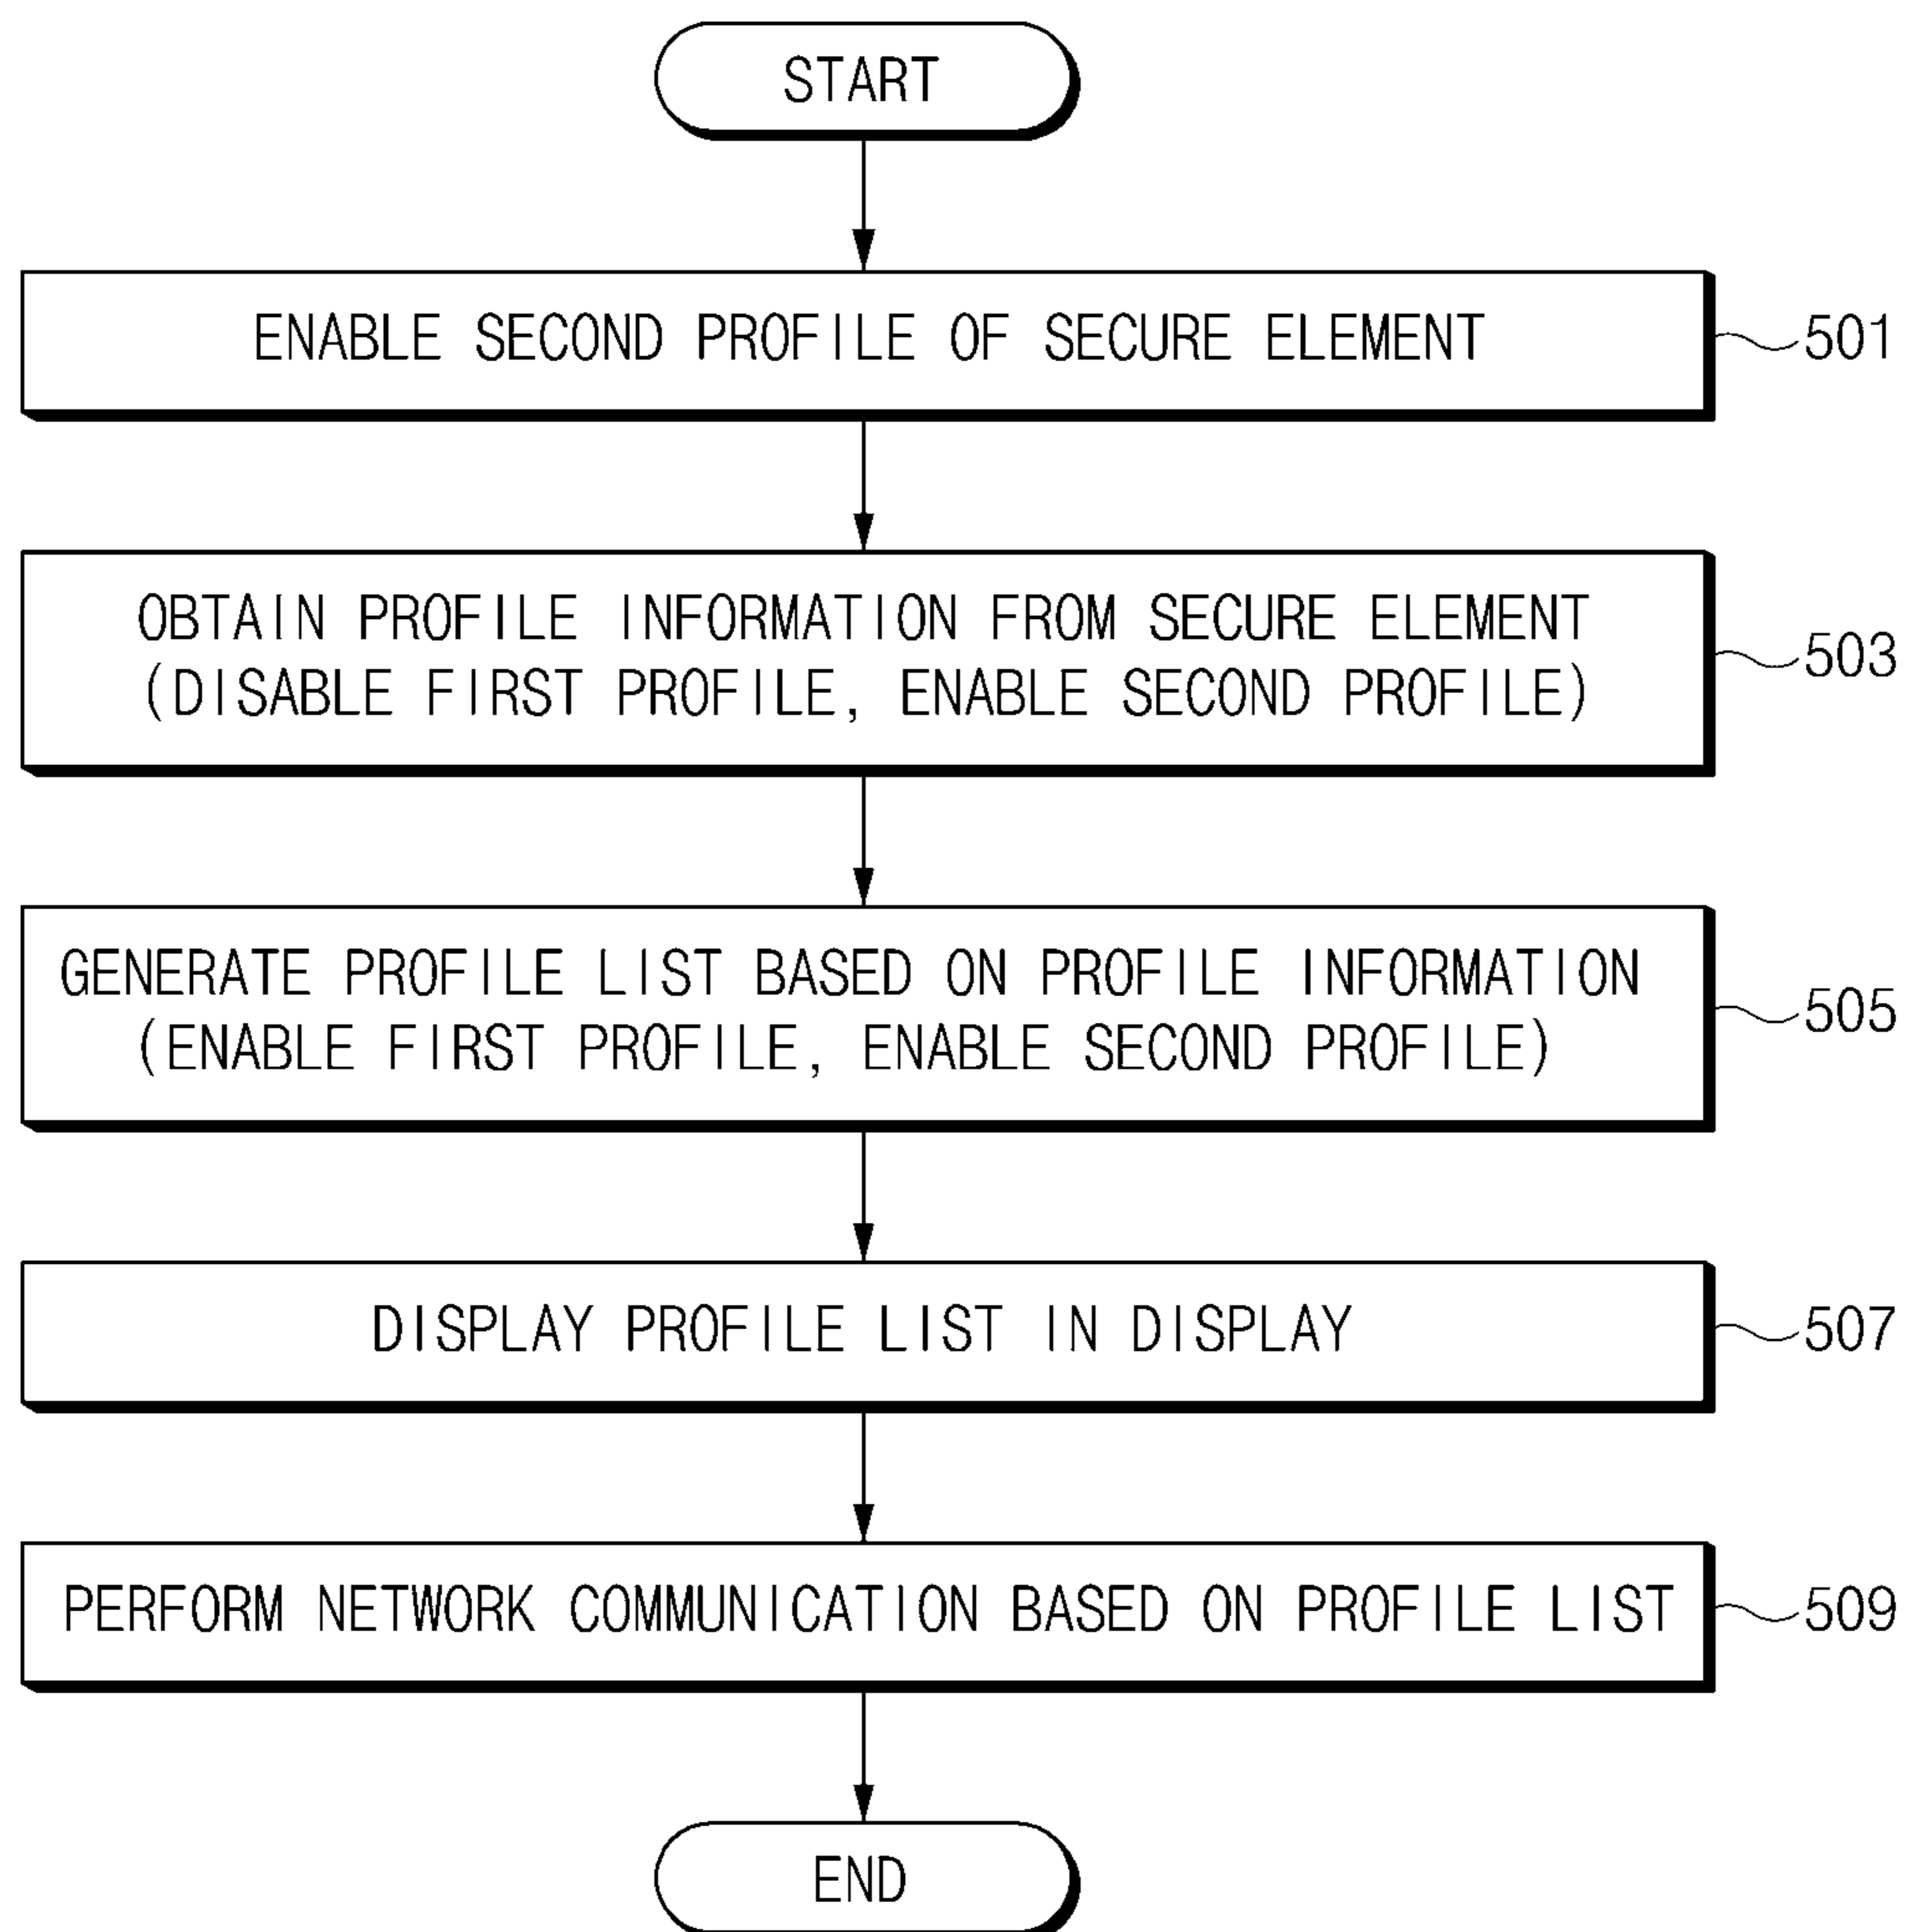 START
ENABLE SECOND PROFILE OF SECURE ELEMENT
501
OBTAIN PROFILE INFORMATION FROM SECURE ELEMENT
(DISABLE FIRST PROFILE, ENABLE SECOND PROFILE)
503
GENERATE PROFILE LIST BASED ON PROFILE INFORMATION
(ENABLE FIRST PROFILE, ENABLE SECOND PROFILE)
505
DISPLAY PROFILE LIST IN DISPLAY
507
PERFORM NETWORK COMMUNICATION BASED ON PROFILE LIST
509
END